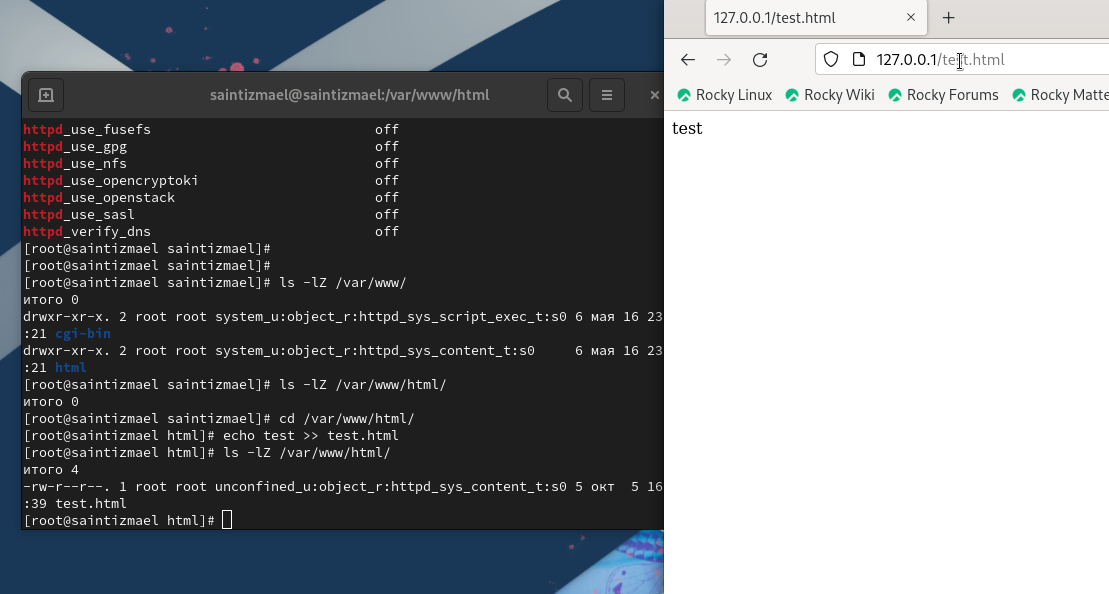 saintizmael@saintizmael:/var/www/html
httpd_use_fusefs                            off
httpd_use_gpg                               off
httpd_use_nfs                               off
httpd_use_opencryptoki                      off
httpd_use_openstack                         off
httpd_use_sasl                              off
httpd_verify_dns                            off
[root@saintizmael saintizmael]#
[root@saintizmael saintizmael]#
[root@saintizmael saintizmael]# ls -lZ /var/www/
итого 0
drwxr-xr-x. 2 root root system_u:object_r:httpd_sys_script_exec_t:s0 6 мая 16 23
:21 cgi-bin
drwxr-xr-x. 2 root root system_u:object_r:httpd_sys_content_t:s0     6 мая 16 23
:21 html
[root@saintizmael saintizmael]# ls -lZ /var/www/html/
итого 0
[root@saintizmael saintizmael]# cd /var/www/html/
[root@saintizmael html]# echo test >> test.html
[root@saintizmael html]# ls -lZ /var/www/html/
итого 4
-rw-r--r--. 1 root root unconfined_u:object_r:httpd_sys_content_t:s0 5 окт  5 16
:39 test.html
[root@saintizmael html]#
127.0.0.1/test.html
127.0.0.1/test.html
Rocky Linux Rocky Wiki Rocky Forums Rocky Matte
test